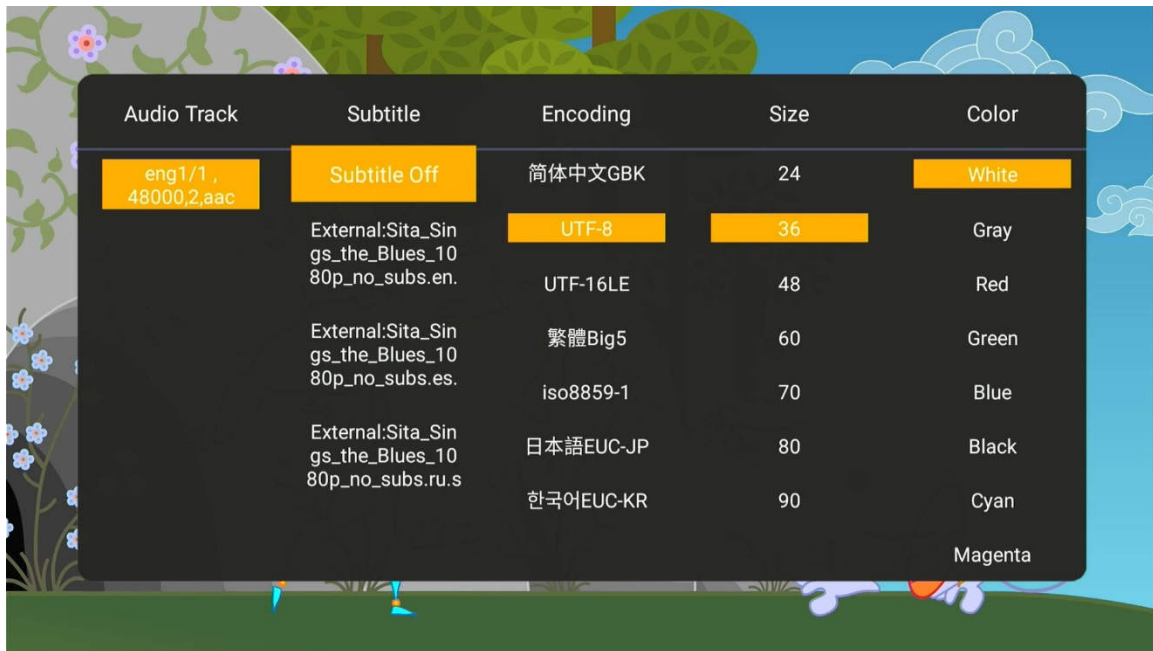 Audio Track
Subtitle
Encoding
Size
Color
eng1/1 ,
48000,2,aac
Subtitle Off
External:Sita_Sin
gs_the_Blues_10
80p_no_subs.en.
External:Sita_Sin
gs_the_Blues_10
80p_no_subs.es.
External:Sita_Sin
gs_the_Blues_10
80p_no_subs.ru.s
简体中文GBK
UTF-8
UTF-16LE
繁體Big5
iso8859-1
日本語EUC-JP
한국어EUC-KR
24
36
48
60
70
80
90
White
Gray
Red
Green
Blue
Black
Cyan
Magenta